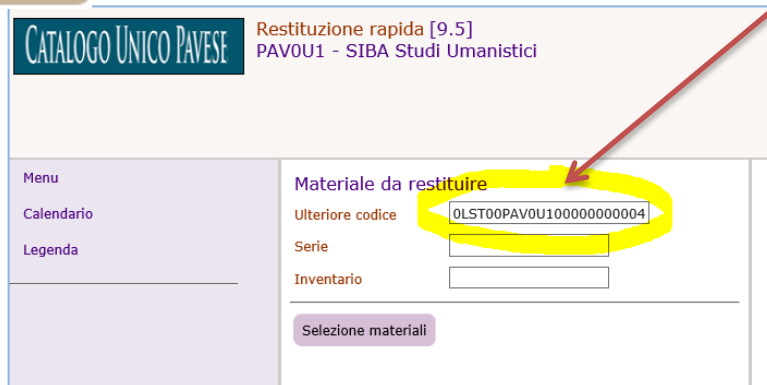 CATALOGO UNICO PAVESE
Restituzione rapida [9.5]
PAV0U1 - SIBA Studi Umanistici
Menu
Calendario
Legenda
Materiale da restituire
Ulteriore codice
0LST00PAV0U100000000004
Serie
Inventario
Selezione materiali